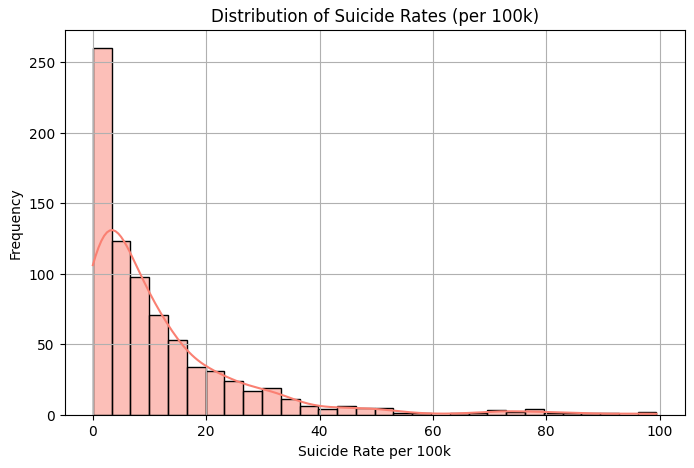 Distribution of Suicide Rates (per 100k)
250
200
150
100
50
0
Frequency
0 20 40 60 80 100
Suicide Rate per 100k